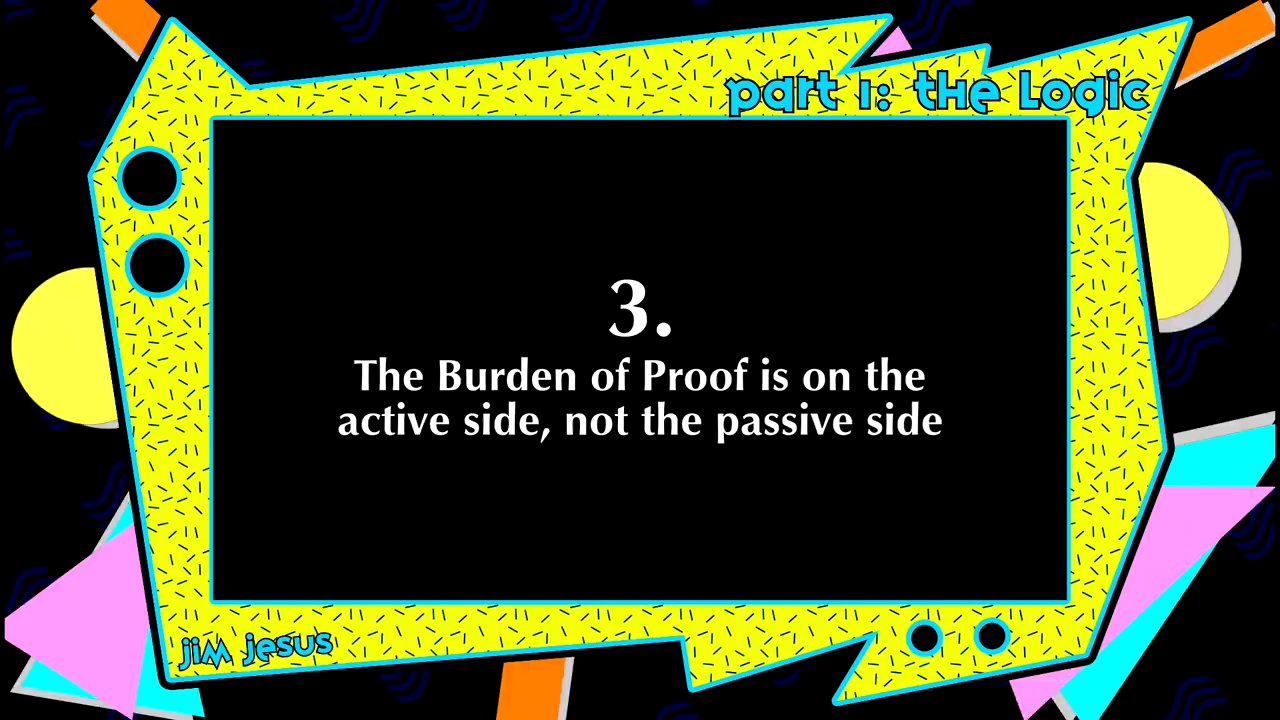 part 1: the Logic
3.
The Burden of Proof is on the
active side, not the passive side
jim jesus